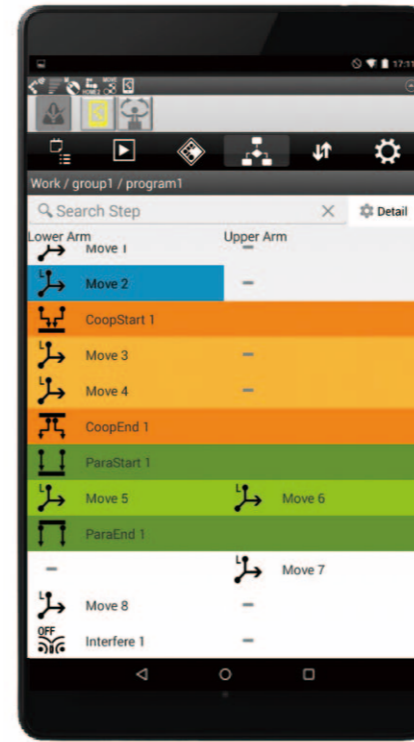 17:11
Work / group1 / program1
Search Step
Detail
Lower Arm Upper Arm
L Move 1 –
L Move 2 –
CoopStart 1
L Move 3 –
L Move 4 –
CoopEnd 1
ParaStart 1
L Move 5 L Move 6
ParaEnd 1
– L Move 7
L Move 8 –
OFF Interfere 1 –